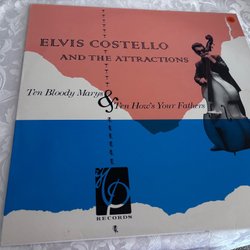 ELVIS COSTELLO
AND THE ATTRACTIONS
Ten Bloody Marys
& Ten How's Your Fathers
RECORDS